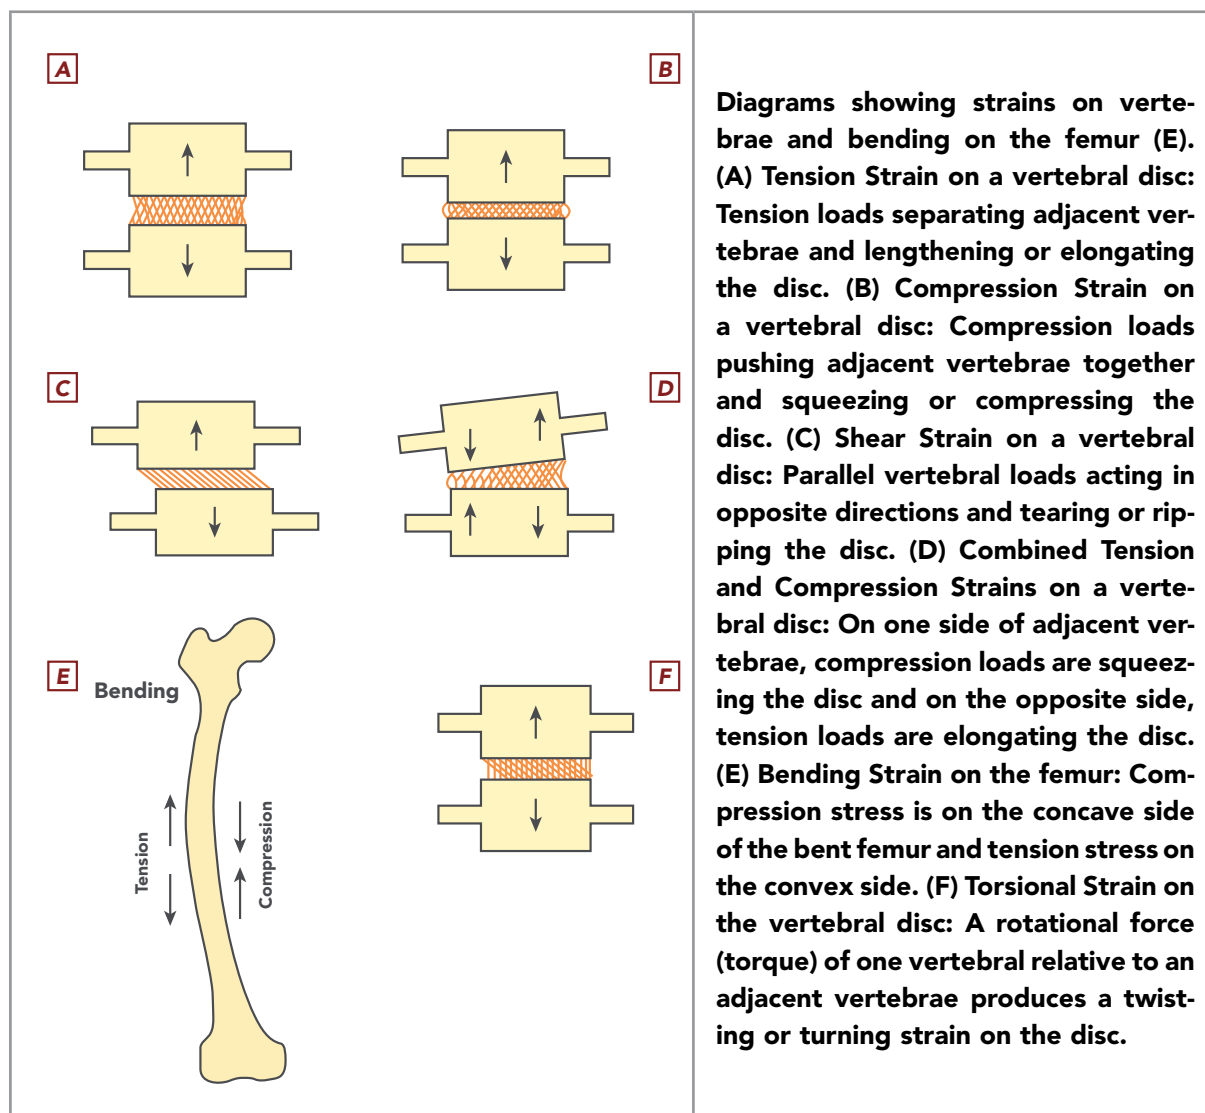 A
B
C
D
E
F
Bending
Tension
Compression
Diagrams showing strains on verte-
brae and bending on the femur (E).
(A) Tension Strain on a vertebral disc:
Tension loads separating adjacent ver-
tebrae and lengthening or elongating
the disc. (B) Compression Strain on
a vertebral disc: Compression loads
pushing adjacent vertebrae together
and squeezing or compressing the
disc. (C) Shear Strain on a vertebral
disc: Parallel vertebral loads acting in
opposite directions and tearing or rip-
ping the disc. (D) Combined Tension
and Compression Strains on a verte-
bral disc: On one side of adjacent ver-
tebrae, compression loads are squeez-
ing the disc and on the opposite side,
tension loads are elongating the disc.
(E) Bending Strain on the femur: Com-
pression stress is on the concave side
of the bent femur and tension stress on
the convex side. (F) Torsional Strain on
the vertebral disc: A rotational force
(torque) of one vertebral relative to an
adjacent vertebrae produces a twist-
ing or turning strain on the disc.